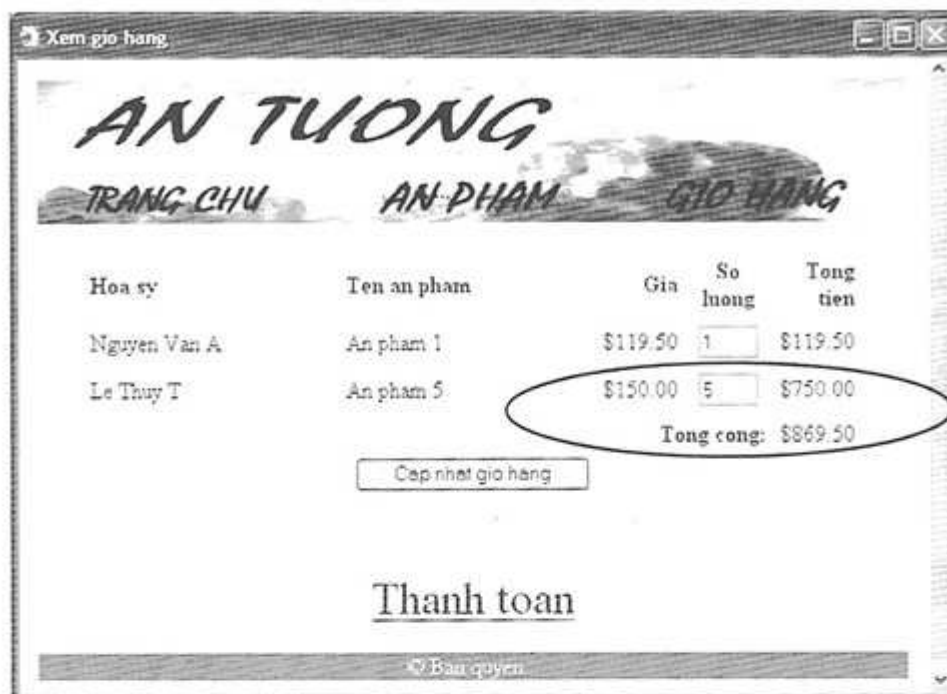 Xem gio hang
AN TUONG
TRANG CHU AN PHAM GIO HANG
Hoa sy Ten an pham Gia So luong Tong tien
Nguyen Van A An pham 1 $119.50 1 $119.50
Le Thuy T An pham 5 $150.00 5 $750.00
Tong cong: $869.50
Cap nhat gio hang
Thanh toan
© Ban quyen